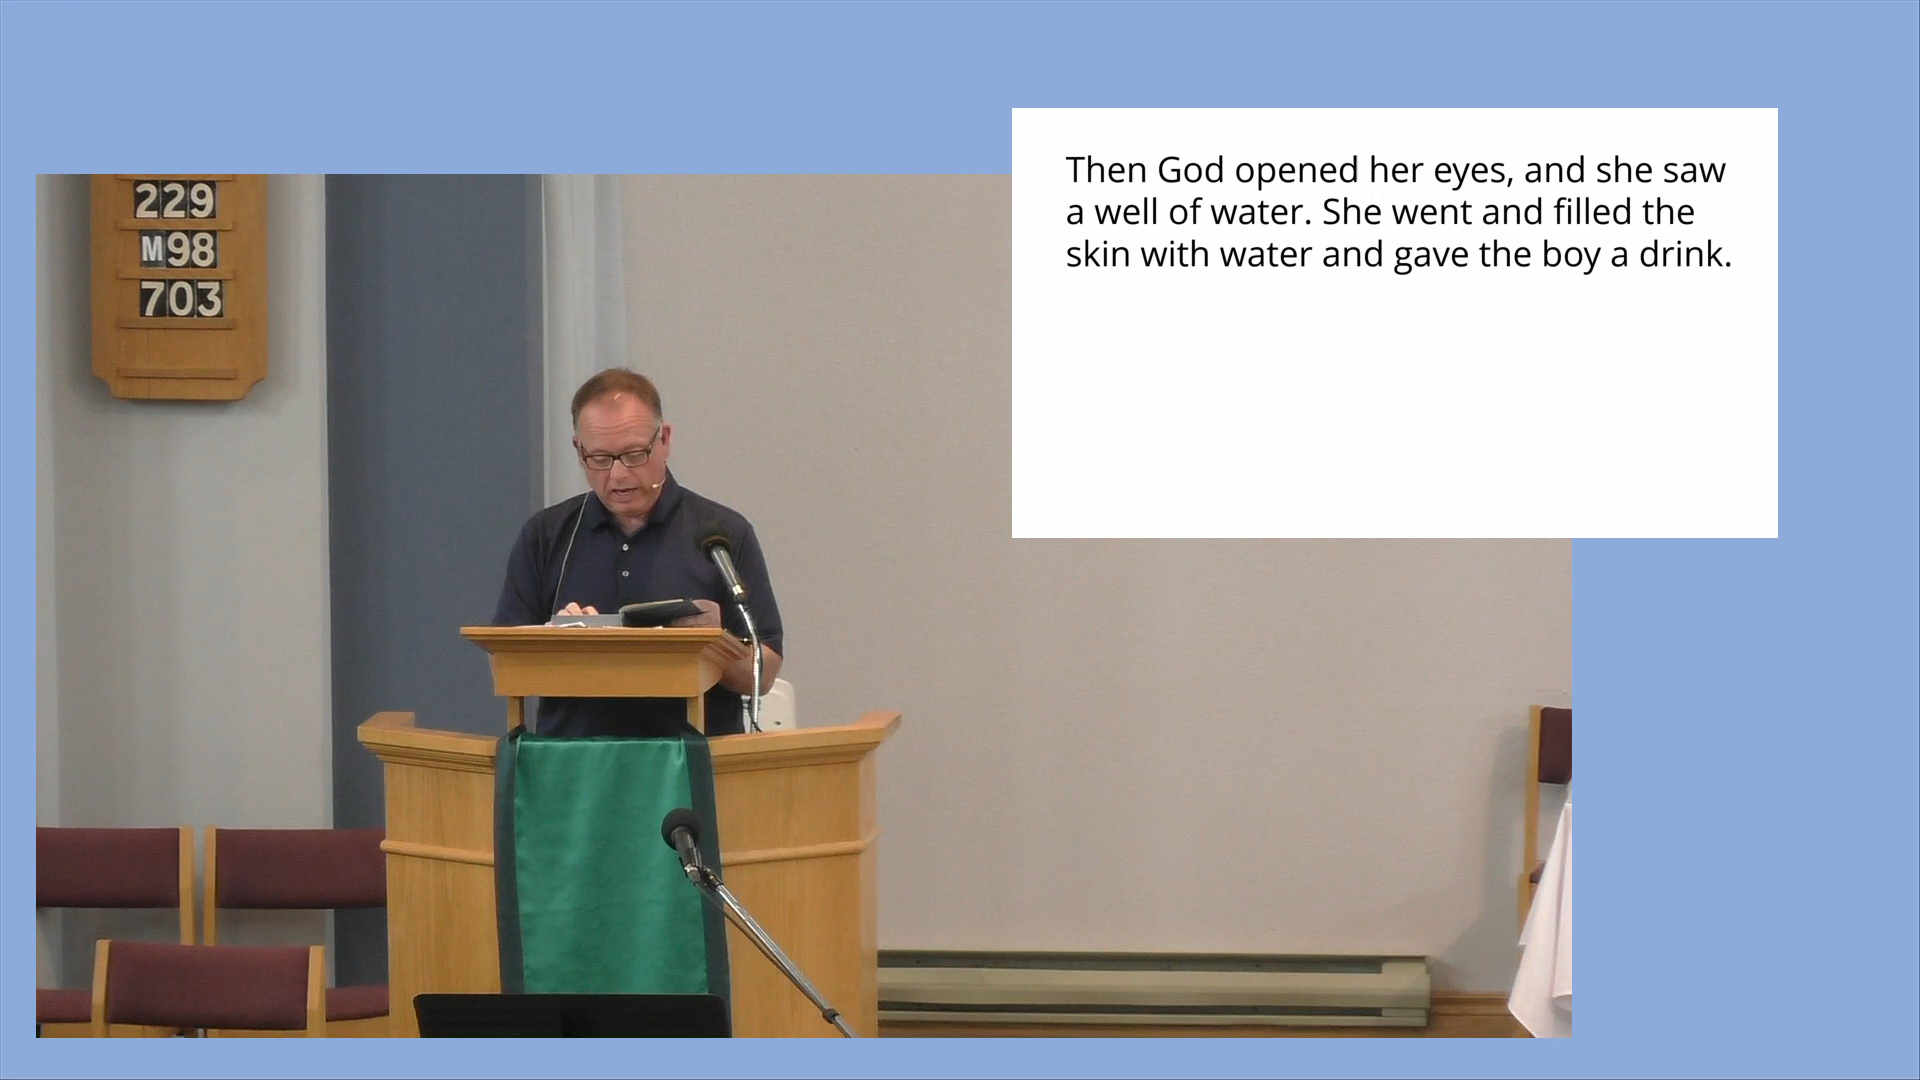 229
M98
703
Then God opened her eyes, and she saw
a well of water. She went and filled the
skin with water and gave the boy a drink.